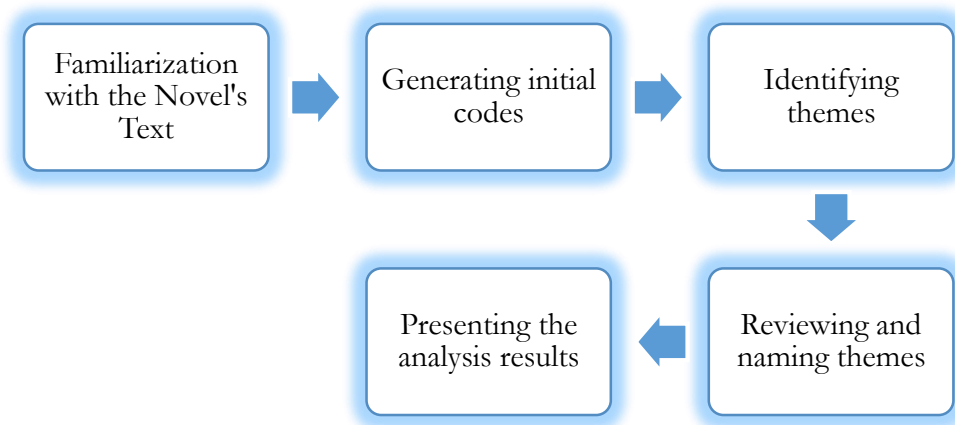 Familiarization
with the Novel's
Text
Generating initial
codes
Identifying
themes
Reviewing and
naming themes
Presenting the
analysis results